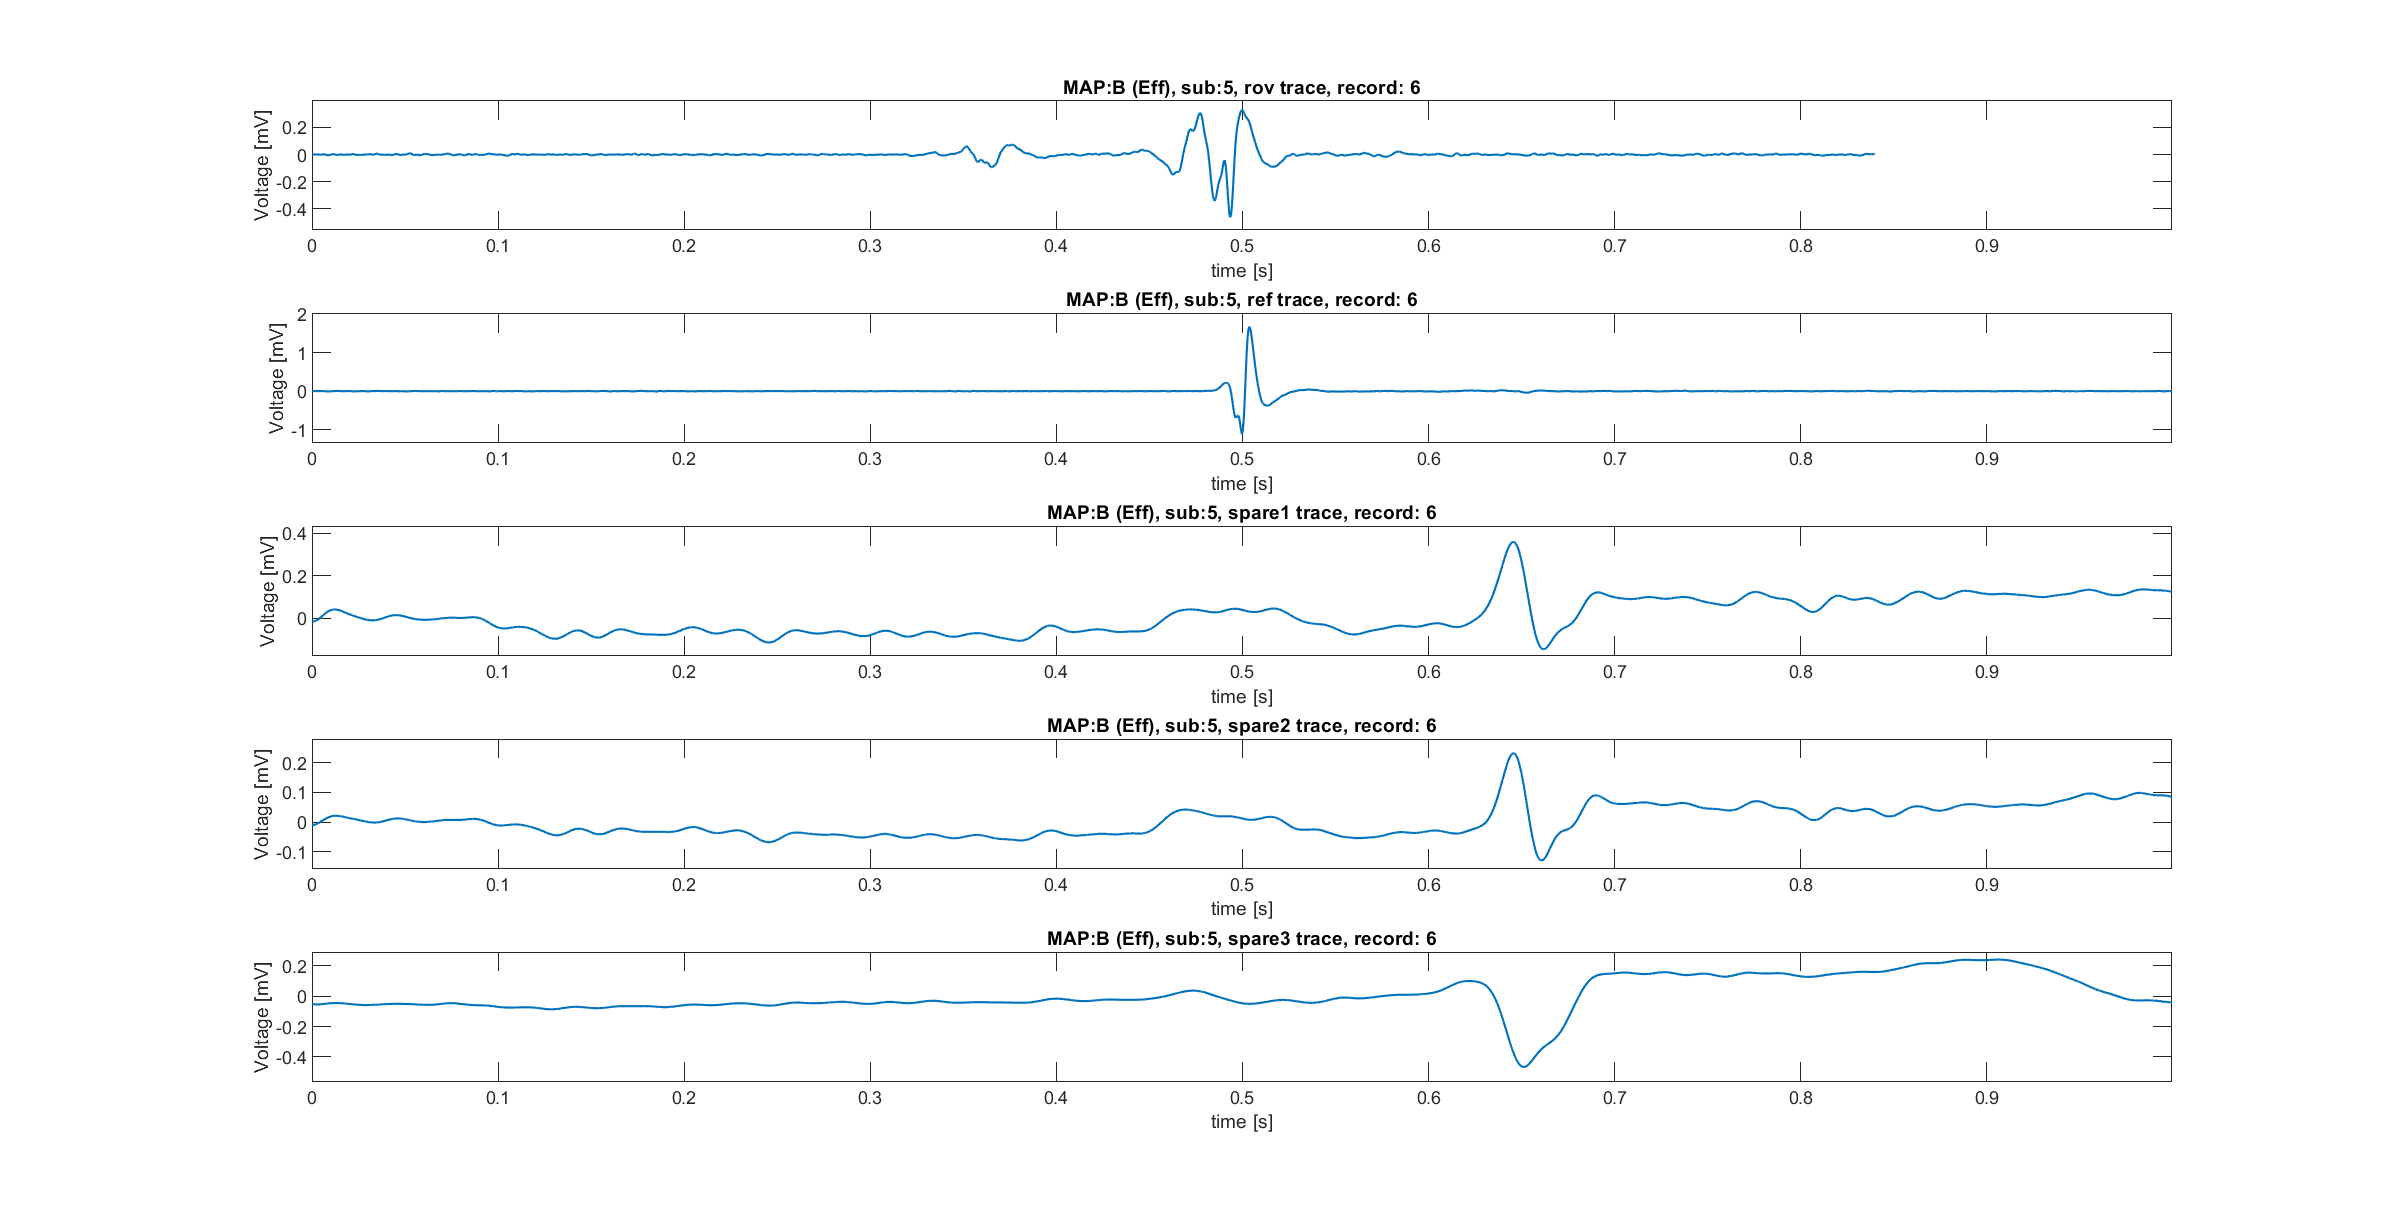 MAP:B (Eff), sub:5, rov trace, record: 6
Voltage [mV]
0.2
0
-0.2
-0.4
0 0.1 0.2 0.3 0.4 0.5 0.6 0.7 0.8 0.9
time [s]
MAP:B (Eff), sub:5, ref trace, record: 6
Voltage [mV]
2
1
0
-1
0 0.1 0.2 0.3 0.4 0.5 0.6 0.7 0.8 0.9
time [s]
MAP:B (Eff), sub:5, spare1 trace, record: 6
Voltage [mV]
0.4
0.2
0
0 0.1 0.2 0.3 0.4 0.5 0.6 0.7 0.8 0.9
time [s]
MAP:B (Eff), sub:5, spare2 trace, record: 6
Voltage [mV]
0.2
0.1
0
-0.1
0 0.1 0.2 0.3 0.4 0.5 0.6 0.7 0.8 0.9
time [s]
MAP:B (Eff), sub:5, spare3 trace, record: 6
Voltage [mV]
0.2
0
-0.2
-0.4
0 0.1 0.2 0.3 0.4 0.5 0.6 0.7 0.8 0.9
time [s]